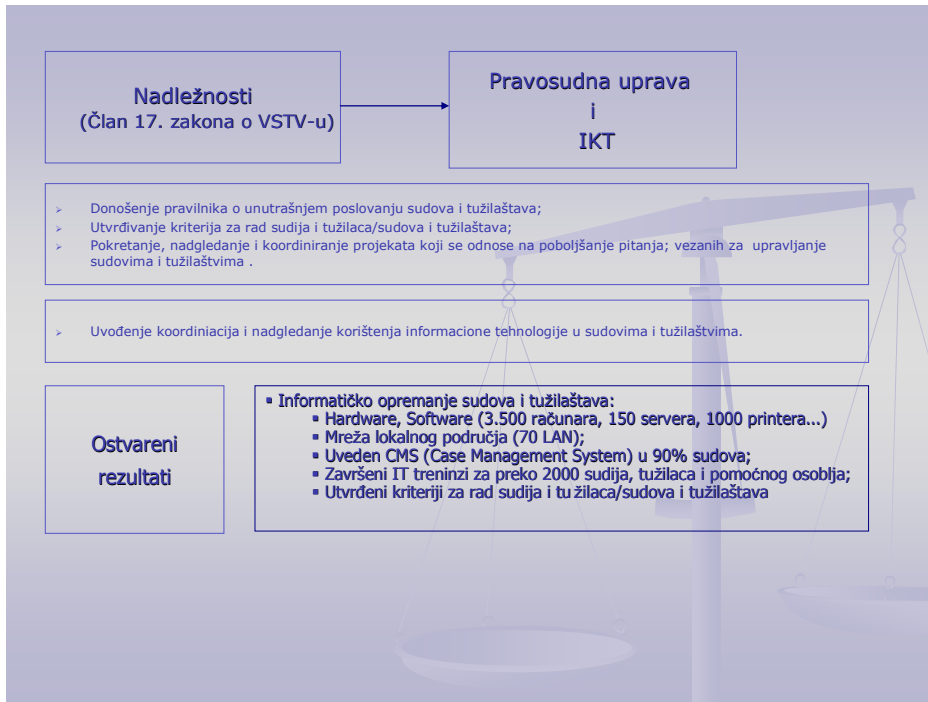 Nadležnosti
(Član 17. zakona o VSTV-u)
Pravosudna uprava
i
IKT
➢ Donošenje pravilnika o unutrašnjem poslovanju sudova i tužilaštava;
➢ Utvrđivanje kriterija za rad sudija i tužilaca/sudova i tužilaštava;
➢ Pokretanje, nadgledanje i koordiniranje projekata koji se odnose na poboljšanje pitanja; vezanih za upravljanje
sudovima i tužilaštvima .
➢ Uvođenje koordiniacija i nadgledanje korištenja informacione tehnologije u sudovima i tužilaštvima.
Ostvareni
rezultati
▪ Informatičko opremanje sudova i tužilaštava:
▪ Hardware, Software (3.500 računara, 150 servera, 1000 printera...)
▪ Mreža lokalnog područja (70 LAN);
▪ Uveden CMS (Case Management System) u 90% sudova;
▪ Završeni IT treninzi za preko 2000 sudija, tužilaca i pomoćnog osoblja;
▪ Utvrđeni kriteriji za rad sudija i tu žilaca/sudova i tužilaštava